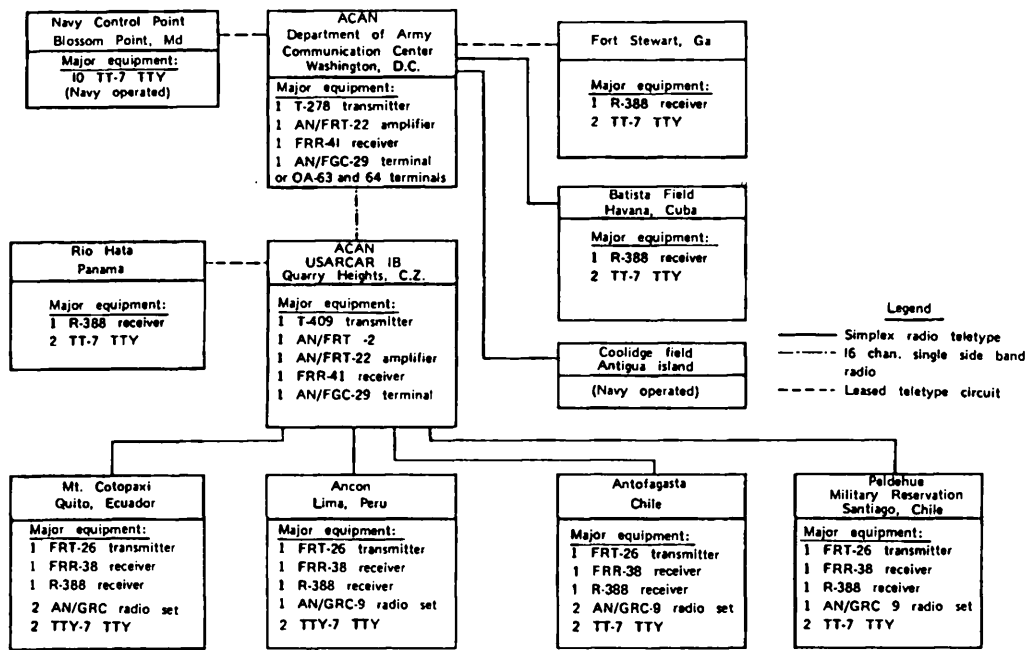 Navy Control Point
Blossom Point, Md
Major equipment:
10 TT-7 TTY
(Navy operated)
ACAN
Department of Army
Communication Center
Washington, D.C.
Major equipment:
1 T-278 transmitter
1 AN/FRT-22 amplifier
1 FRR-41 receiver
1 AN/FGC-29 terminal
or OA-63 and 64 terminals
Fort Stewart, Ga
Major equipment:
1 R-388 receiver
2 TT-7 TTY
Batista Field
Havana, Cuba
Major equipment:
1 R-388 receiver
2 TT-7 TTY
Rio Hata
Panama
Major equipment:
1 R-388 receiver
2 TT-7 TTY
ACAN
USARCAR IB
Quarry Heights, C.Z.
Major equipment:
1 T-409 transmitter
1 AN/FRT -2
1 AN/FRT-22 amplifier
1 FRR-41 receiver
1 AN/FGC-29 terminal
Coolidge field
Antigua island
(Navy operated)
Legend
Simplex radio teletype
16 chan. single side band
radio
Leased teletype circuit
Mt. Cotopaxi
Quito, Ecuador
Major equipment:
1 FRT-26 transmitter
1 FRR-38 receiver
1 R-388 receiver
2 AN/GRC radio set
2 TTY-7 TTY
Ancon
Lima, Peru
Major equipment:
1 FRT-26 transmitter
1 FRR-38 receiver
1 R-388 receiver
1 AN/GRC-9 radio set
2 TTY-7 TTY
Antofagasta
Chile
Major equipment:
1 FRT-26 transmitter
1 FRR-38 receiver
1 R-388 receiver
2 AN/GRC-9 radio set
2 TT-7 TTY
Peldehue
Military Reservation
Santiago, Chile
Major equipment:
1 FRT-26 transmitter
1 FRR-38 receiver
1 R-388 receiver
1 AN/GRC 9 radio set
2 TT-7 TTY